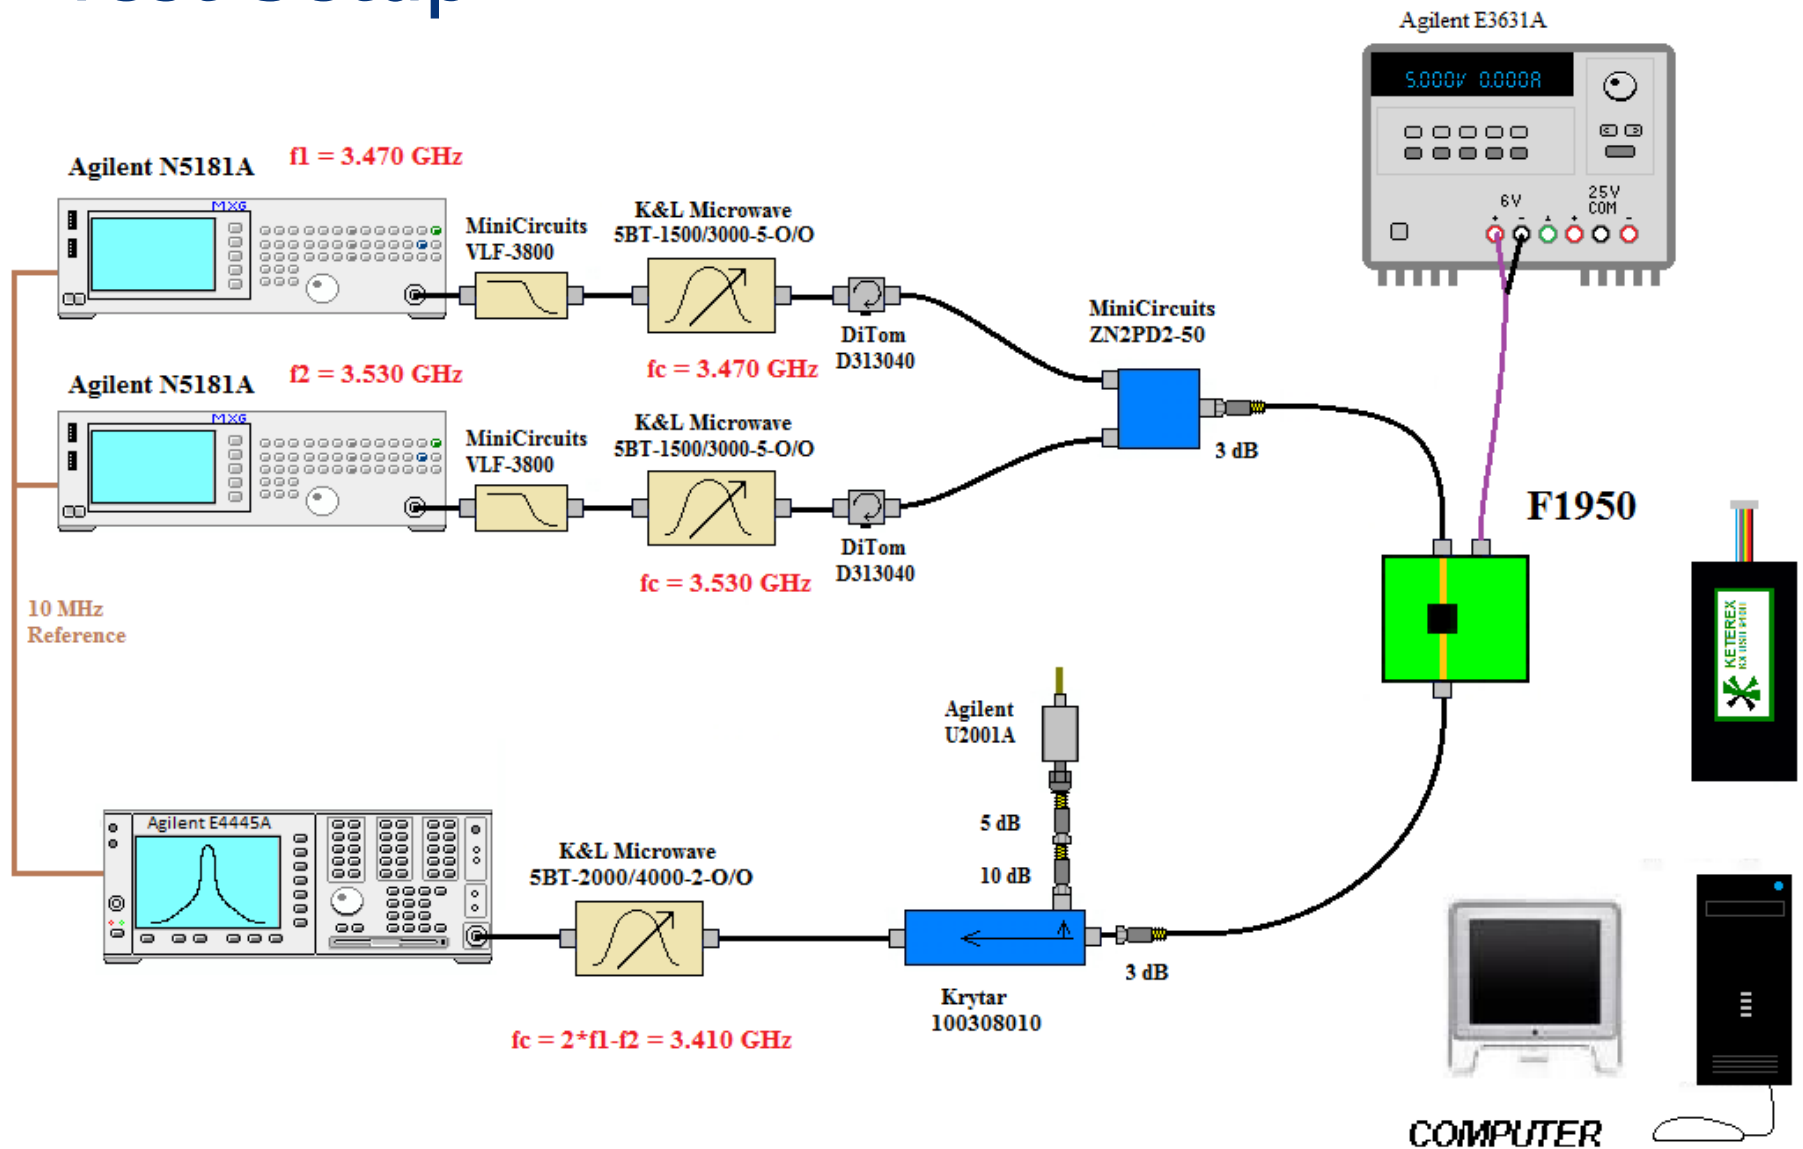 Test Setup
Agilent E3631A
5.000V 0.000A
6V
25V
COM
+ - + -
Agilent N5181A
f1 = 3.470 GHz
MXG
MiniCircuits
VLF-3800
K&L Microwave
5BT-1500/3000-5-O/O
fc = 3.470 GHz
DiTom
D313040
MiniCircuits
ZN2PD2-50
3 dB
Agilent N5181A
f2 = 3.530 GHz
MXG
MiniCircuits
VLF-3800
K&L Microwave
5BT-1500/3000-5-O/O
fc = 3.530 GHz
DiTom
D313040
F1950
10 MHz
Reference
KETEREX
Agilent
U2001A
5 dB
10 dB
Agilent E4445A
K&L Microwave
5BT-2000/4000-2-O/O
fc = 2*f1-f2 = 3.410 GHz
Krytar
100308010
3 dB
COMPUTER